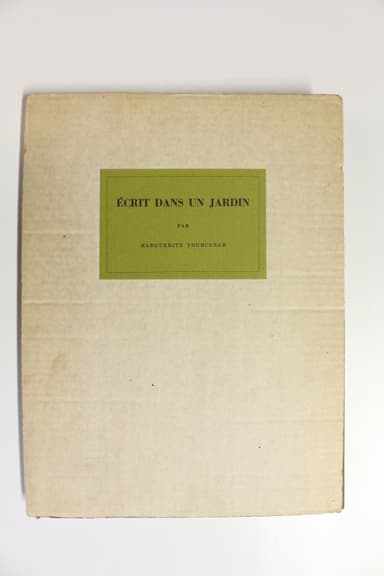 ÉCRIT DANS UN JARDIN
PAR
MARGUERITE YOURCENAR